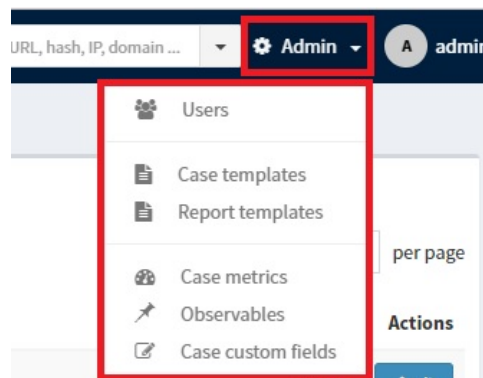 URL, hash, IP, domain ... Admin A admin
Users
Case templates
Report templates
per page
Case metrics
Observables
Actions
Case custom fields